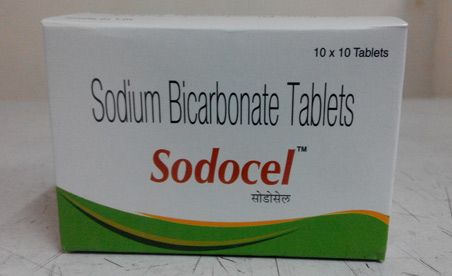 10 x 10 Tablets
Sodium Bicarbonate Tablets
Sodocel™
सोडोसेल